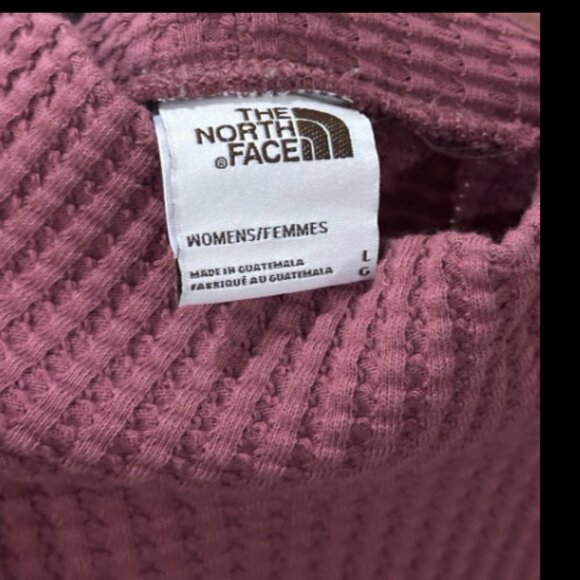 THE
NORTH
® FACE
WOMENS/FEMMES
MADE IN GUATEMALA L
FABRIQUÉ AU GUATEMALA G